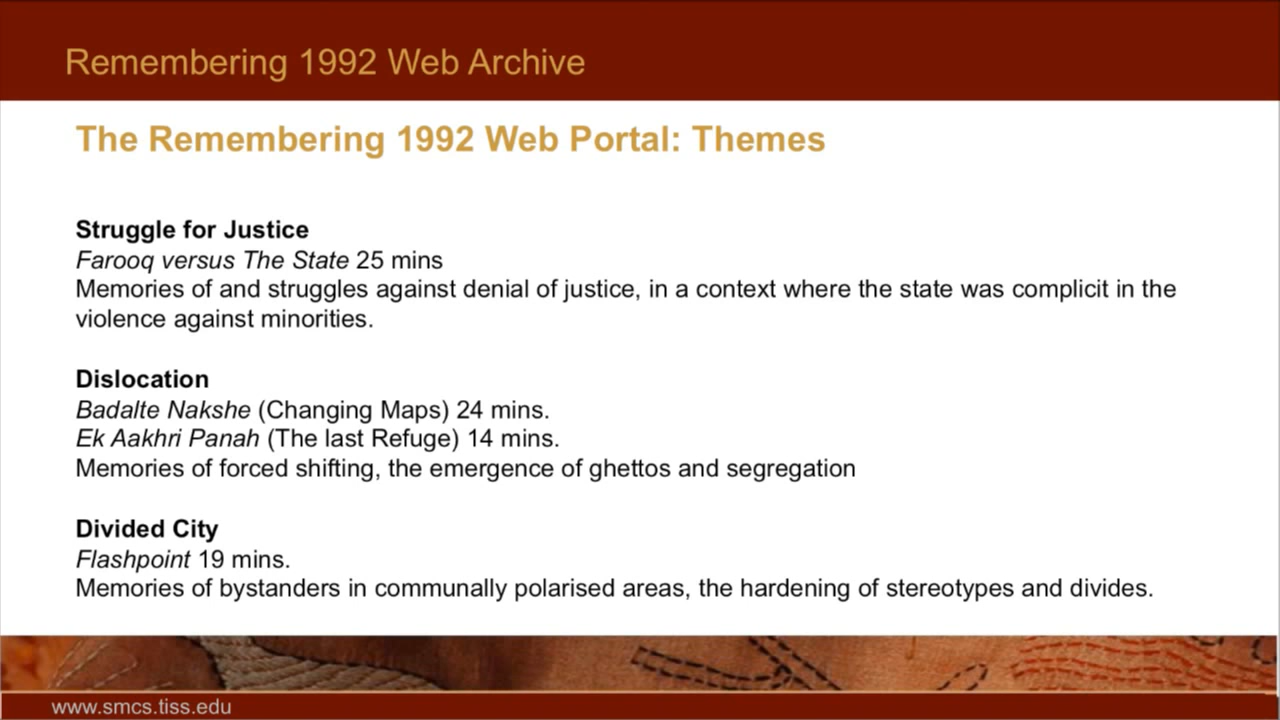 Remembering 1992 Web Archive
The Remembering 1992 Web Portal: Themes
Struggle for Justice
Farooq versus The State 25 mins
Memories of and struggles against denial of justice, in a context where the state was complicit in the
violence against minorities.
Dislocation
Badalte Nakshe (Changing Maps) 24 mins.
Ek Aakhri Panah (The last Refuge) 14 mins.
Memories of forced shifting, the emergence of ghettos and segregation
Divided City
Flashpoint 19 mins.
Memories of bystanders in communally polarised areas, the hardening of stereotypes and divides.
www.smcs.tiss.edu